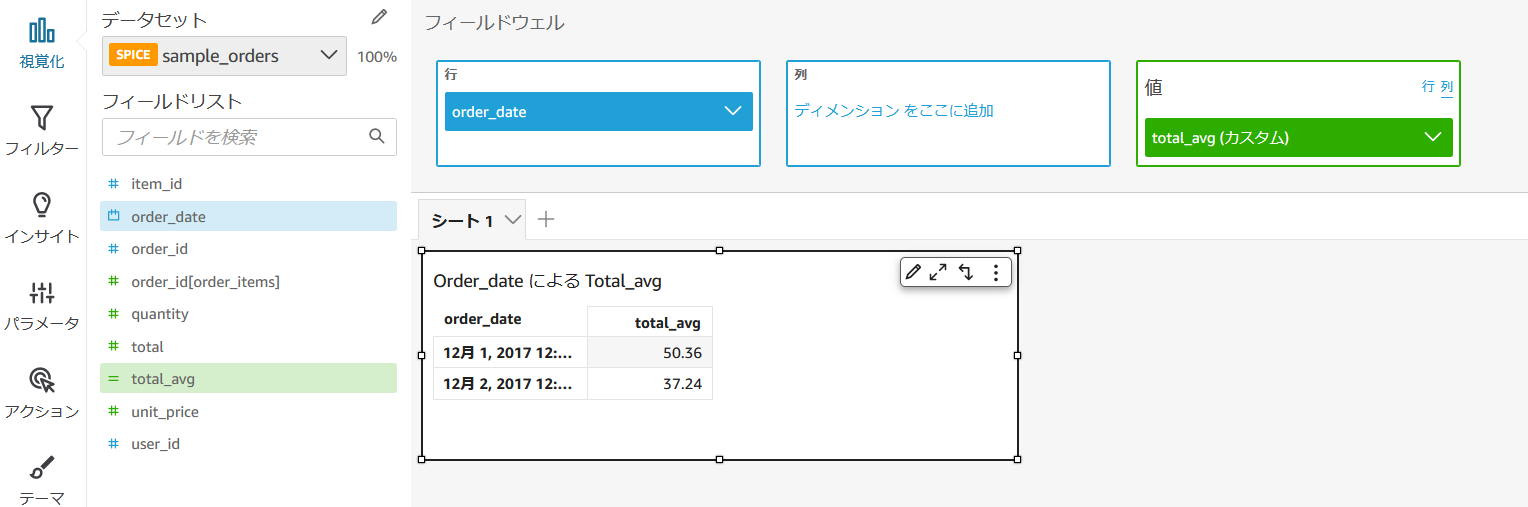 視覚化
フィルター
インサイト
パラメータ
アクション
テーマ
データセット
SPICE sample_orders 100%
フィールドリスト
フィールドを検索
item_id
order_date
order_id
order_id[order_items]
quantity
total
total_avg
unit_price
user_id
フィールドウェル
行
order_date
列
ディメンション をここに追加
値 行 列
total_avg (カスタム)
シート 1
Order_date による Total_avg
order_date total_avg
12月 1, 2017 12:... 50.36
12月 2, 2017 12:... 37.24